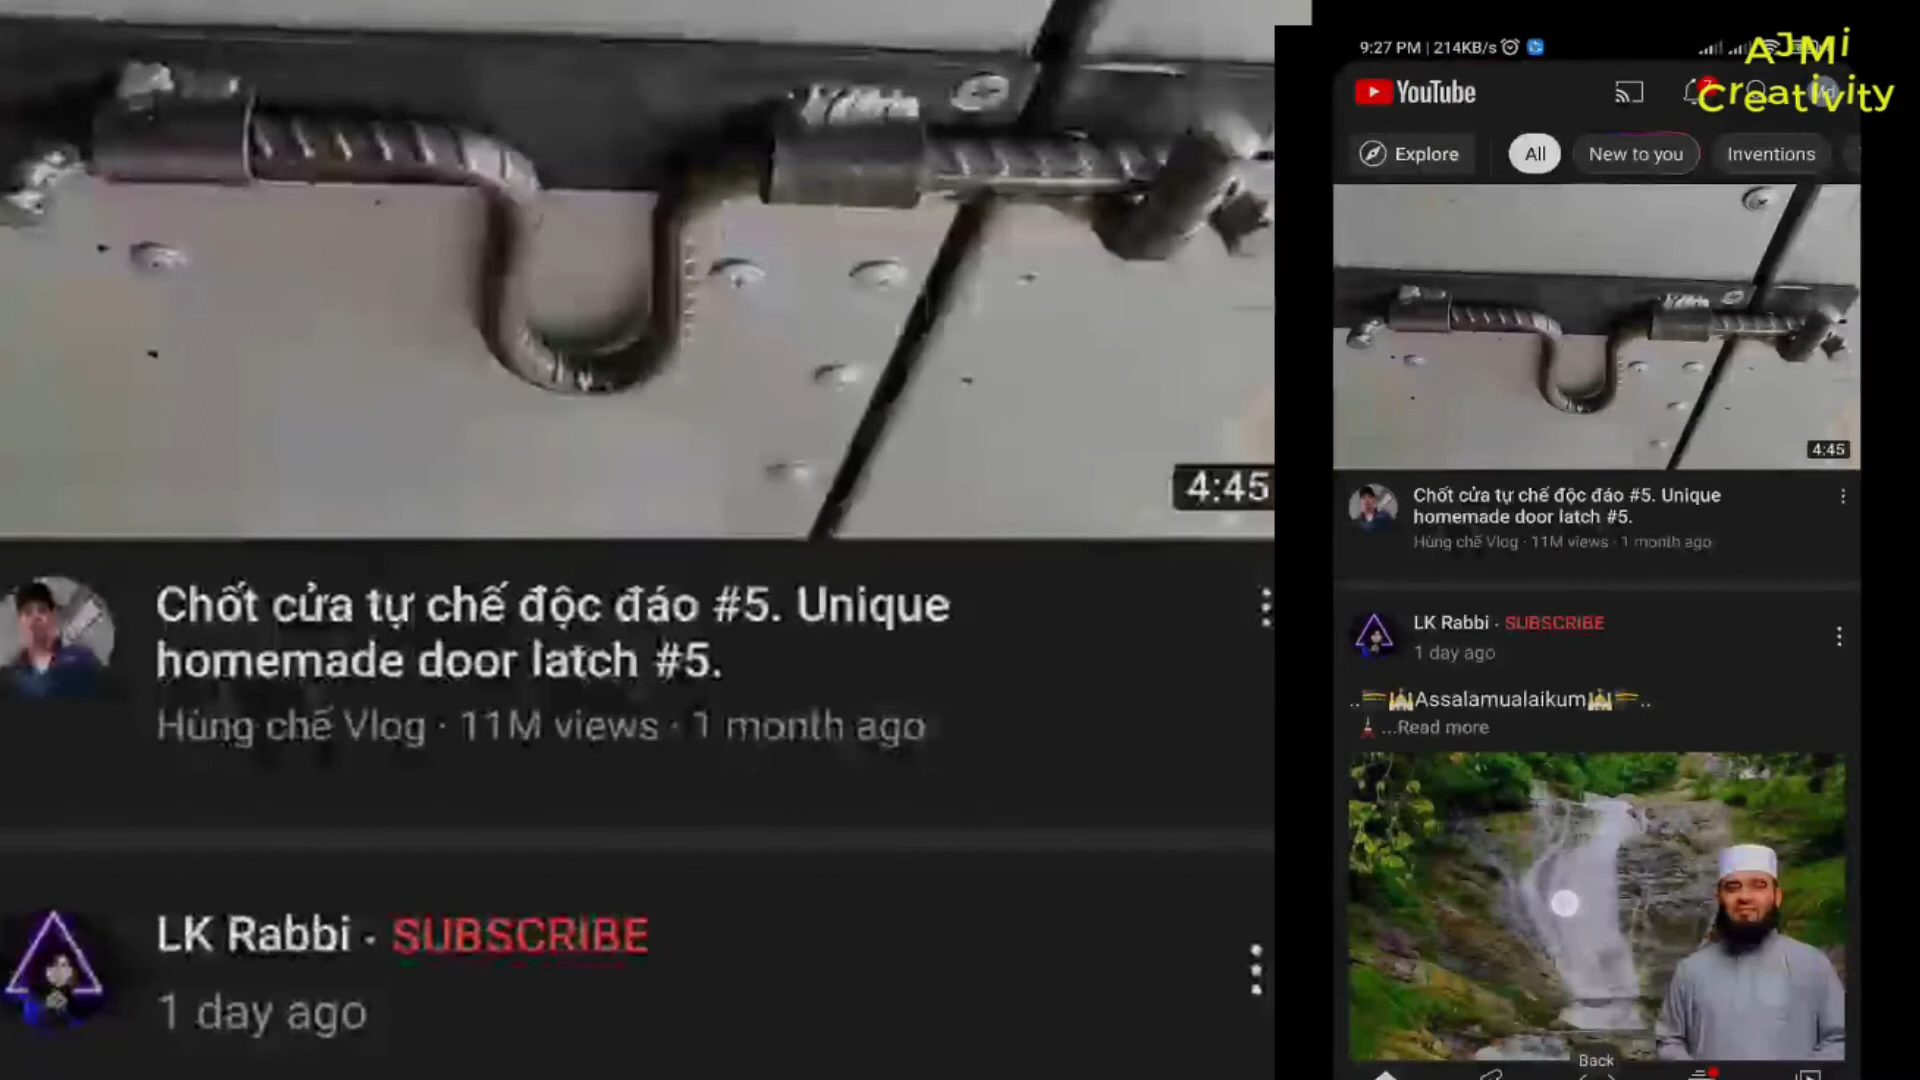 4:45
Chốt cửa tự chế độc đáo #5. Unique
homemade door latch #5.
Hùng chế Vlog · 11M views · 1 month ago
LK Rabbi - SUBSCRIBE
1 day ago
9:27 PM | 214KB/s
AJMi
Creativity
YouTube
Explore
All
New to you
Inventions
4:45
Chốt cửa tự chế độc đáo #5. Unique
homemade door latch #5.
Hùng chế Vlog · 11M views · 1 month ago
LK Rabbi - SUBSCRIBE
1 day ago
..Assalamualaikum..
...Read more
Back